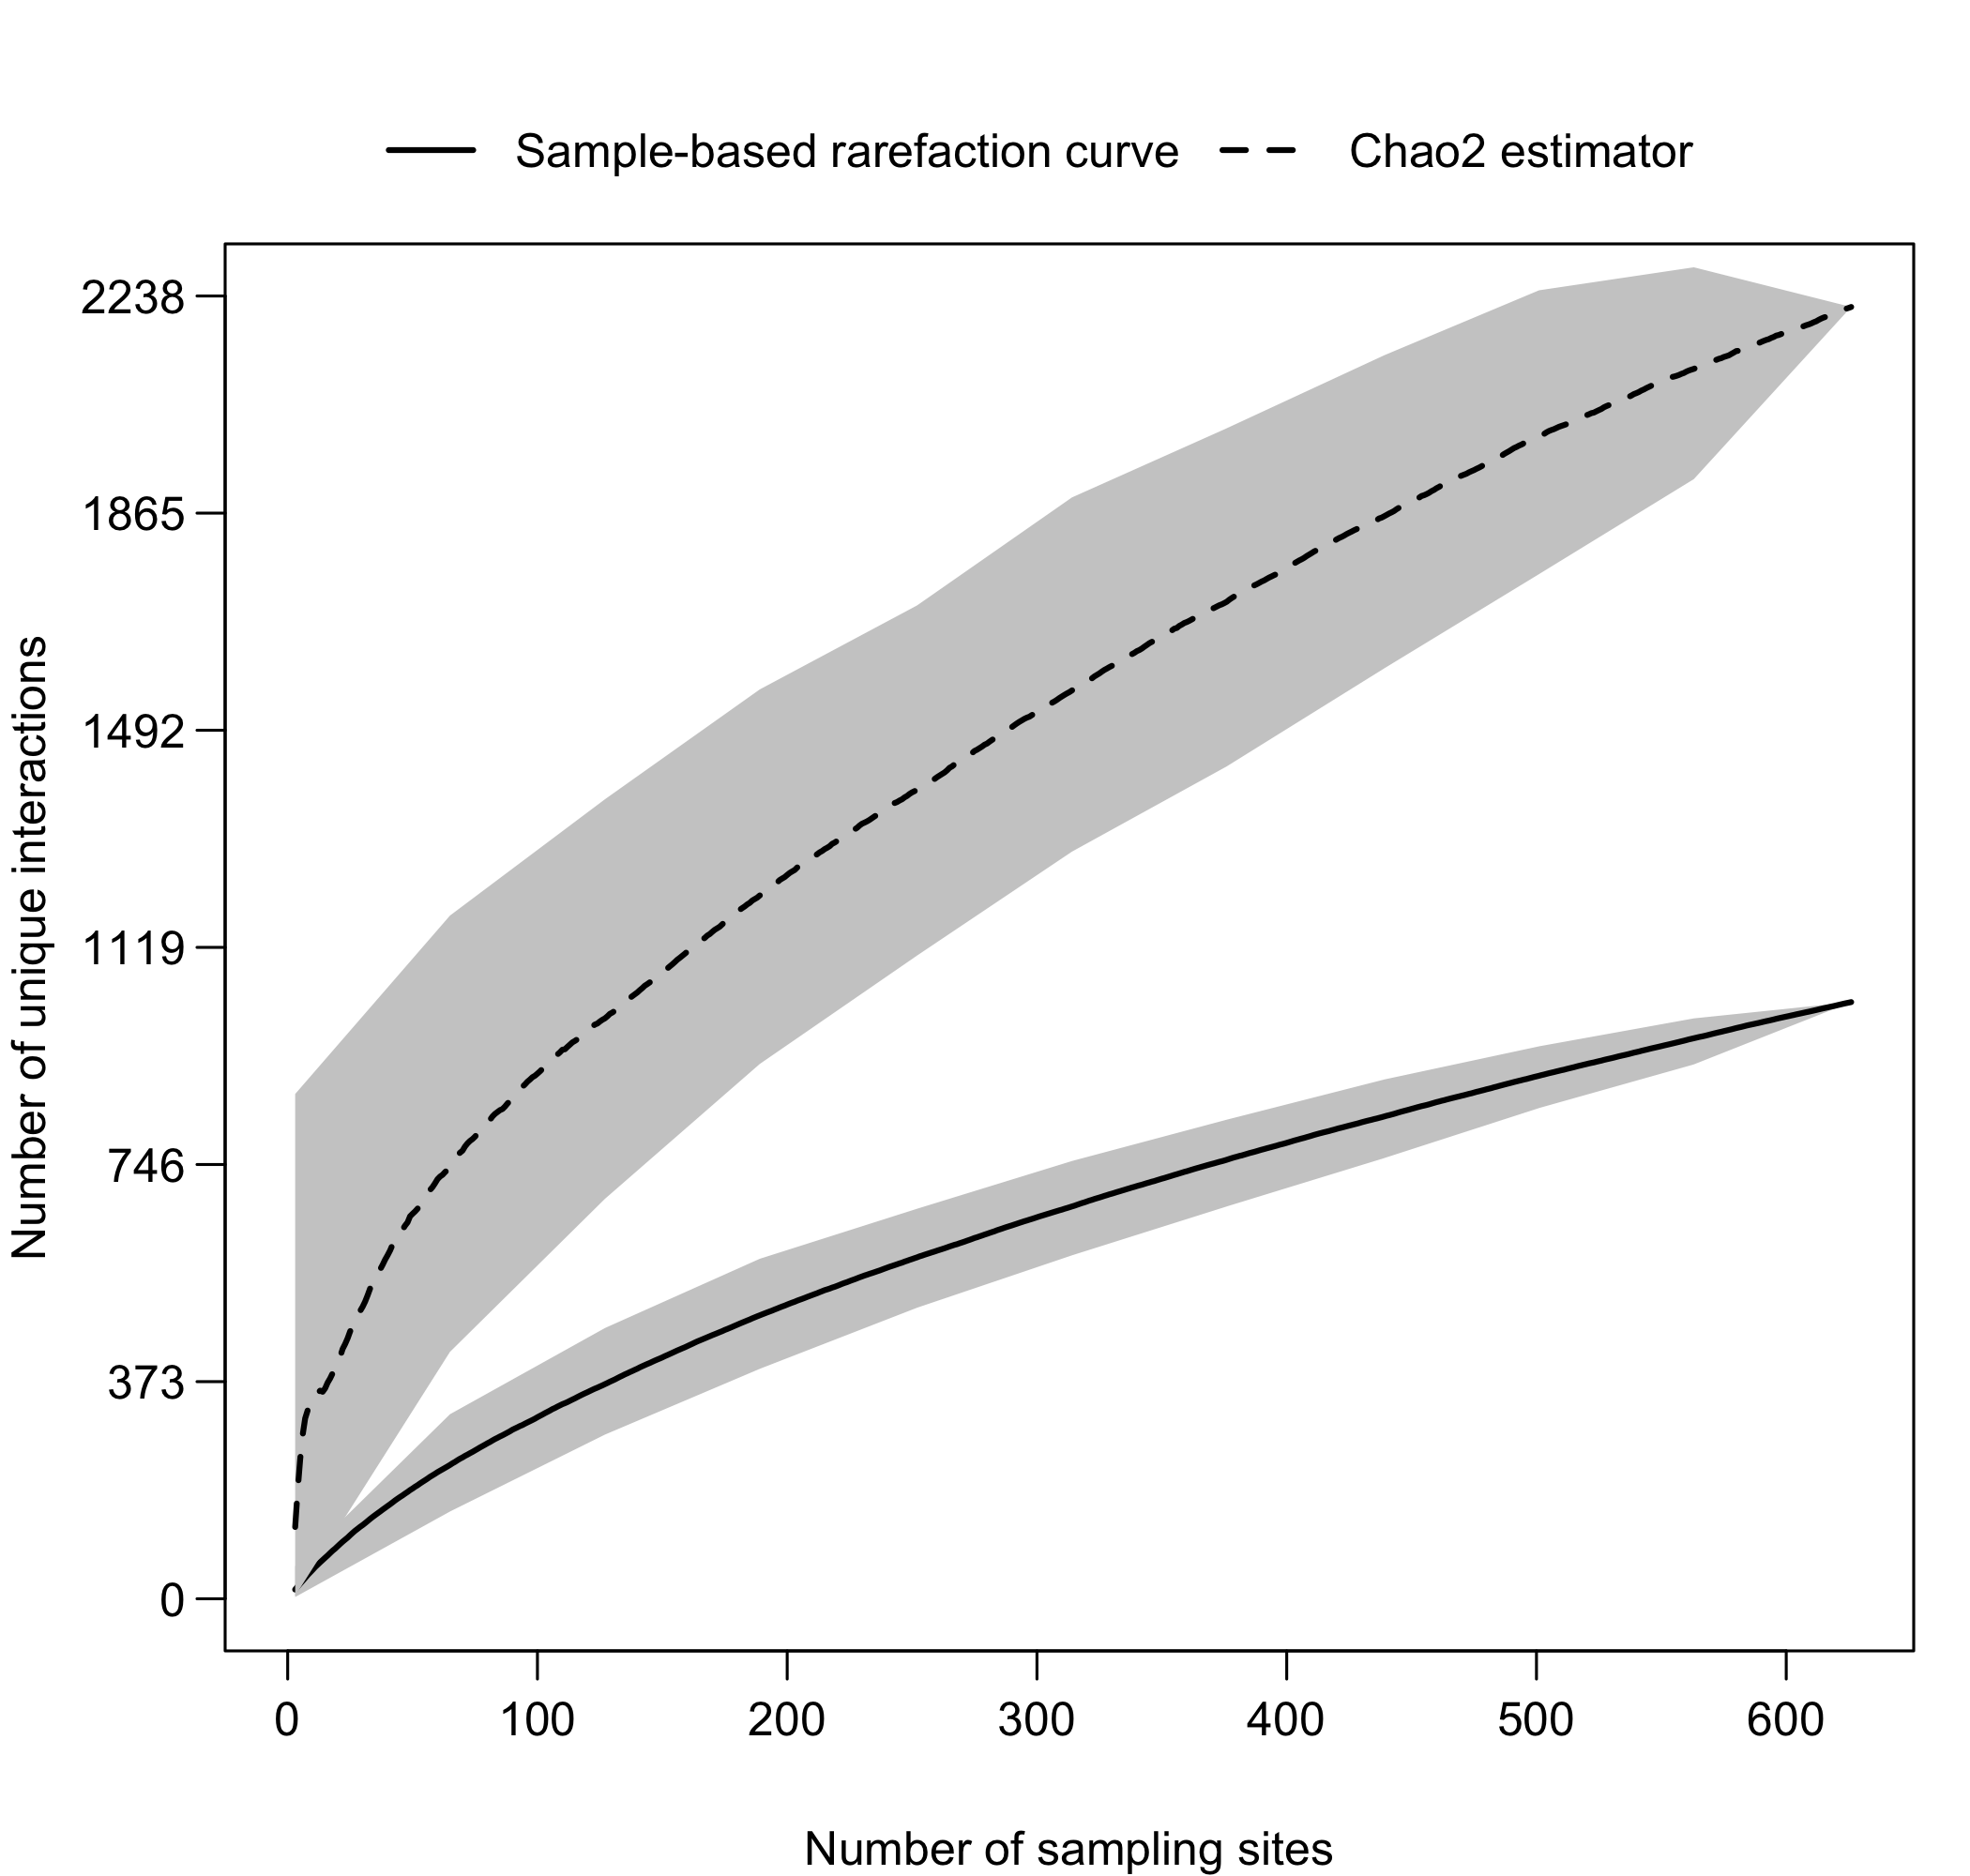 Sample-based rarefaction curve Chao2 estimator
2238
1865
1492
1119
746
373
0
Number of unique interactions
0 100 200 300 400 500 600
Number of sampling sites